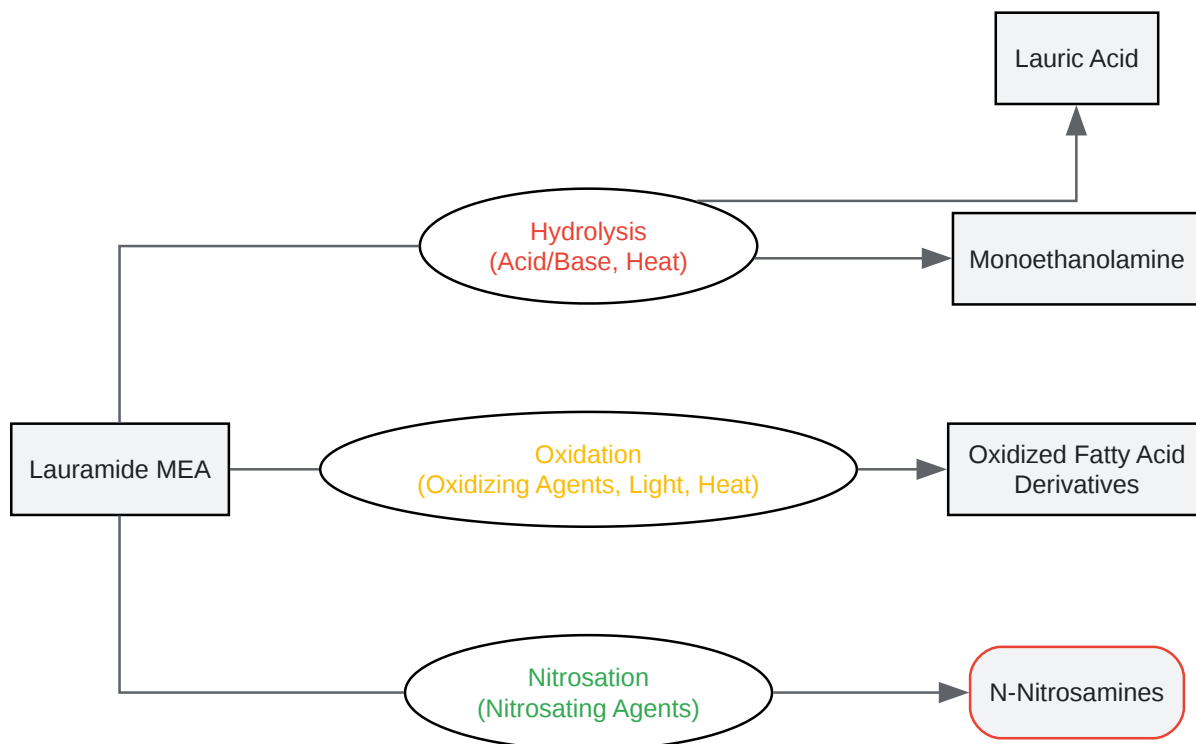 Lauric Acid
Hydrolysis
(Acid/Base, Heat)
Monoethanolamine
Lauramide MEA
Oxidation
(Oxidizing Agents, Light, Heat)
Oxidized Fatty Acid
Derivatives
Nitrosation
(Nitrosating Agents)
N-Nitrosamines